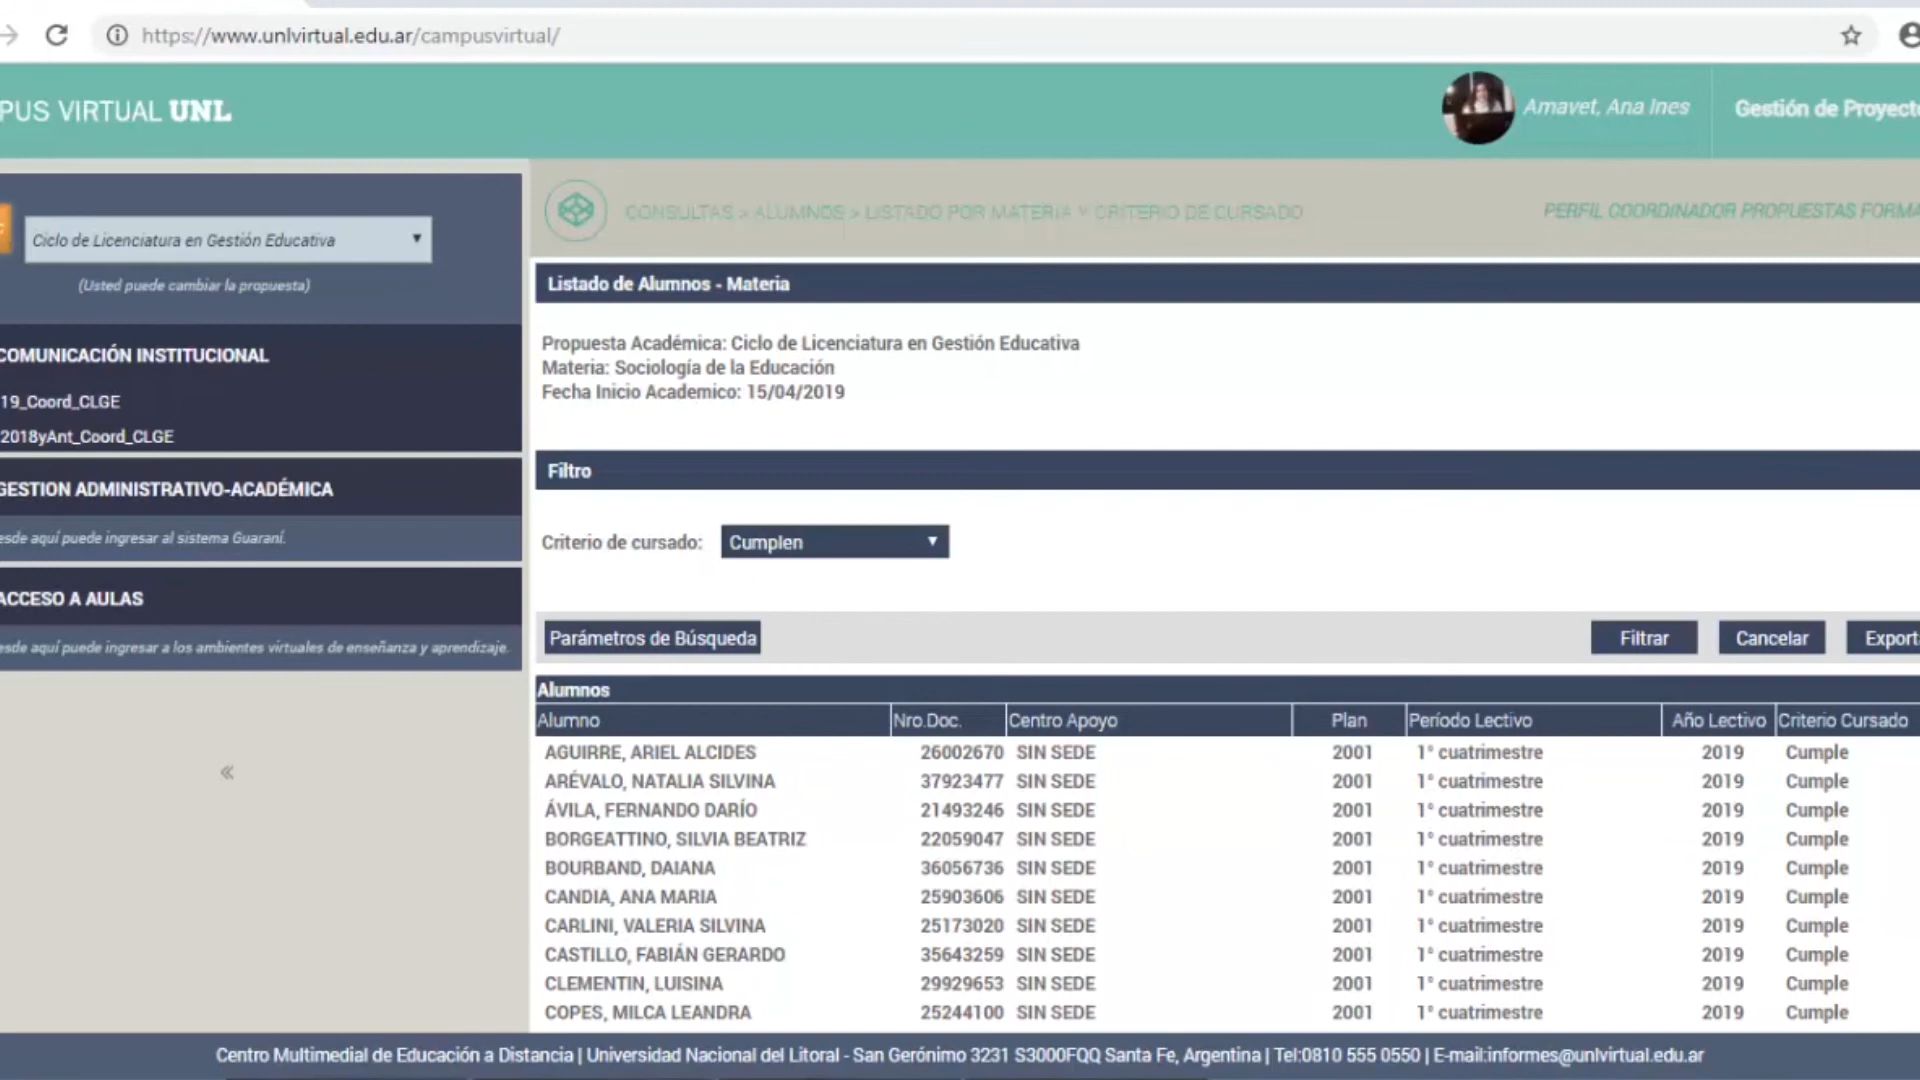 https://www.unlvirtual.edu.ar/campusvirtual/
PUS VIRTUAL UNL
Amavet, Ana Ines
Gestión de Proyecto
Ciclo de Licenciatura en Gestión Educativa
(Usted puede cambiar la propuesta)
COMUNICACIÓN INSTITUCIONAL
19_Coord_CLGE
2018yAnt_Coord_CLGE
GESTION ADMINISTRATIVO-ACADÉMICA
esde aquí puede ingresar al sistema Guaraní.
ACCESO A AULAS
esde aquí puede ingresar a los ambientes virtuales de enseñanza y aprendizaje.
«
CONSULTAS > ALUMNOS > LISTADO POR MATERIA Y CRITERIO DE CURSADO
PERFIL COORDINADOR PROPUESTAS FORMA
Listado de Alumnos - Materia
Propuesta Académica: Ciclo de Licenciatura en Gestión Educativa
Materia: Sociología de la Educación
Fecha Inicio Academico: 15/04/2019
Filtro
Criterio de cursado: Cumplen
Parámetros de Búsqueda Filtrar Cancelar Export
Alumnos
Alumno Nro.Doc. Centro Apoyo Plan Período Lectivo Año Lectivo Criterio Cursado
AGUIRRE, ARIEL ALCIDES 26002670 SIN SEDE 2001 1° cuatrimestre 2019 Cumple
ARÉVALO, NATALIA SILVINA 37923477 SIN SEDE 2001 1° cuatrimestre 2019 Cumple
ÁVILA, FERNANDO DARÍO 21493246 SIN SEDE 2001 1° cuatrimestre 2019 Cumple
BORGEATTINO, SILVIA BEATRIZ 22059047 SIN SEDE 2001 1° cuatrimestre 2019 Cumple
BOURBAND, DAIANA 36056736 SIN SEDE 2001 1° cuatrimestre 2019 Cumple
CANDIA, ANA MARIA 25903606 SIN SEDE 2001 1° cuatrimestre 2019 Cumple
CARLINI, VALERIA SILVINA 25173020 SIN SEDE 2001 1° cuatrimestre 2019 Cumple
CASTILLO, FABIÁN GERARDO 35643259 SIN SEDE 2001 1° cuatrimestre 2019 Cumple
CLEMENTIN, LUISINA 29929653 SIN SEDE 2001 1° cuatrimestre 2019 Cumple
COPES, MILCA LEANDRA 25244100 SIN SEDE 2001 1° cuatrimestre 2019 Cumple
Centro Multimedial de Educación a Distancia | Universidad Nacional del Litoral - San Gerónimo 3231 S3000FQQ Santa Fe, Argentina | Tel:0810 555 0550 | E-mail:informes@unlvirtual.edu.ar